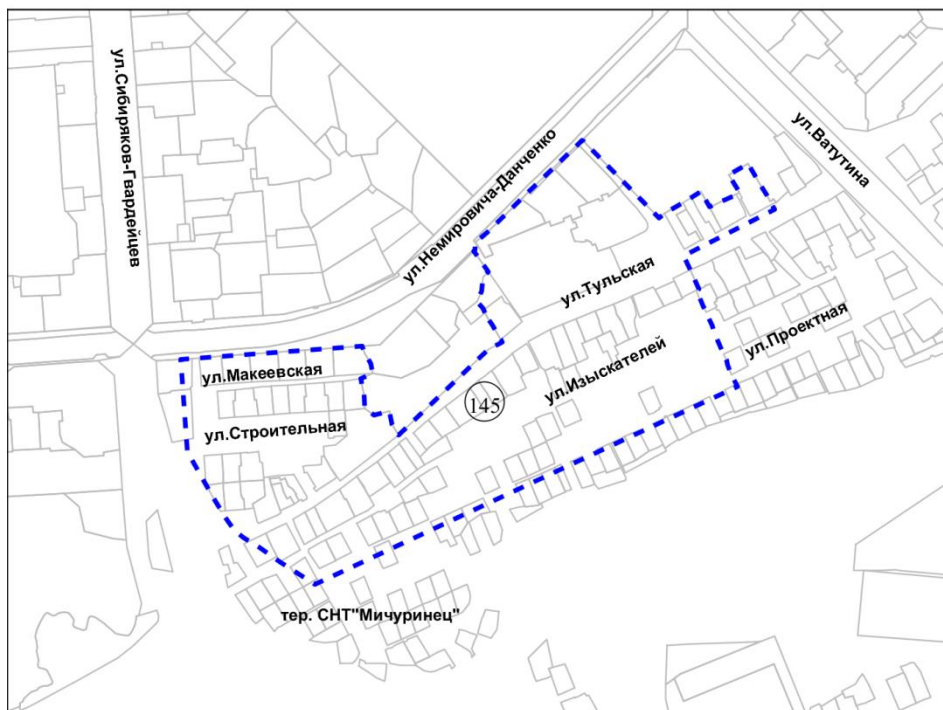 ул.Сибиряков-Гвардейцев
ул.Немировича-Данченко
ул.Ватутина
ул.Тульская
ул.Проектная
ул.Изыскателей
ул.Макеевская
145
ул.Строительная
тер. СНТ"Мичуринец"